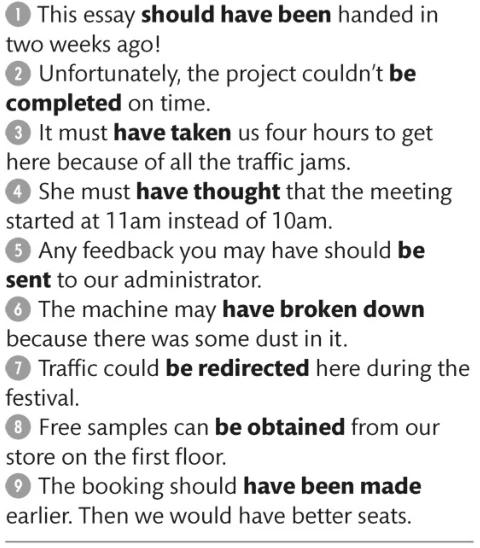 1 This essay should have been handed in
two weeks ago!
2 Unfortunately, the project couldn't be
completed on time.
3 It must have taken us four hours to get
here because of all the traffic jams.
4 She must have thought that the meeting
started at 11am instead of 10am.
5 Any feedback you may have should be
sent to our administrator.
6 The machine may have broken down
because there was some dust in it.
7 Traffic could be redirected here during the
festival.
8 Free samples can be obtained from our
store on the first floor.
9 The booking should have been made
earlier. Then we would have better seats.